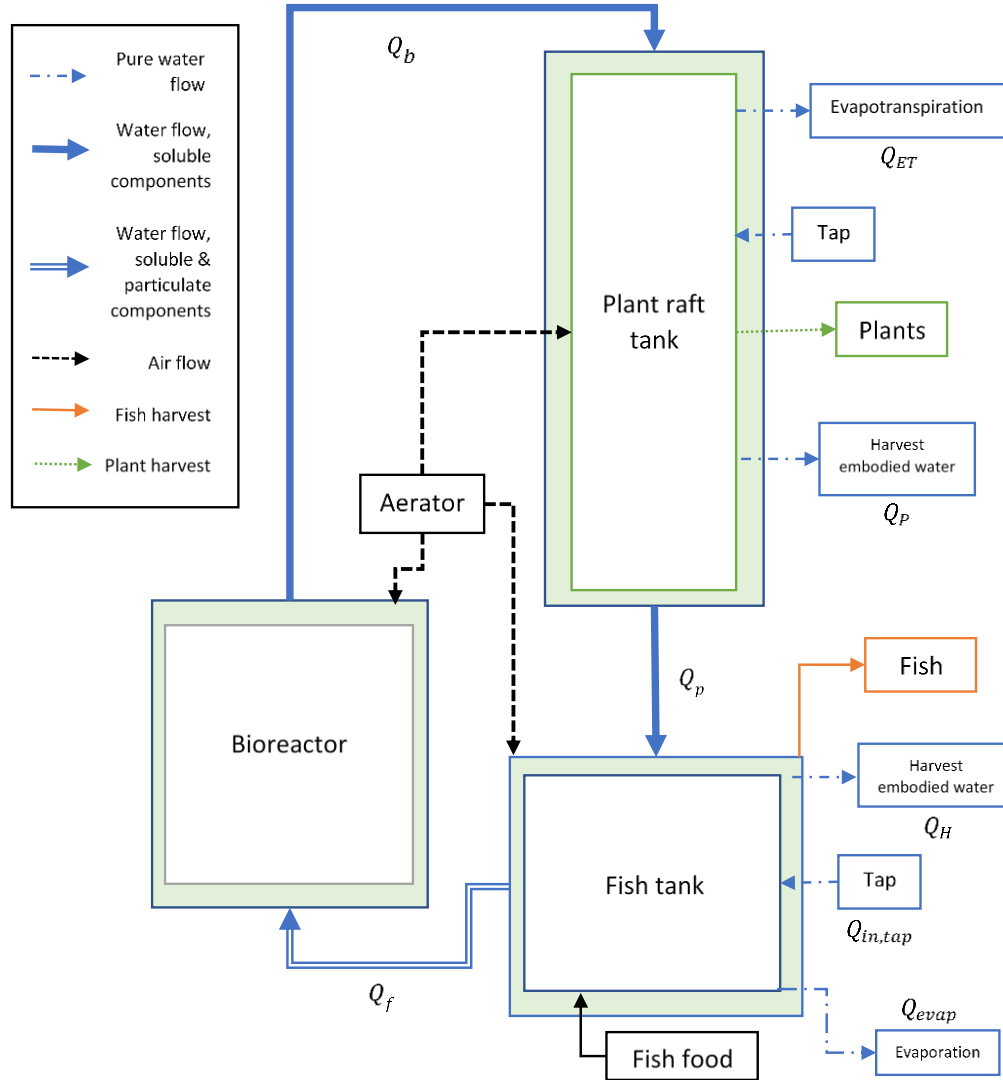 Pure water
flow
Water flow,
soluble
components
Water flow,
soluble &
particulate
components
Air flow
Fish harvest
Plant harvest
Q_b
Evapotranspiration
Q_ET
Tap
Plant raft
tank
Plants
Harvest
embodied water
Q_P
Aerator
Bioreactor
Q_p
Fish
Harvest
embodied water
Q_H
Fish tank
Tap
Q_in,tap
Q_f
Q_evap
Evaporation
Fish food